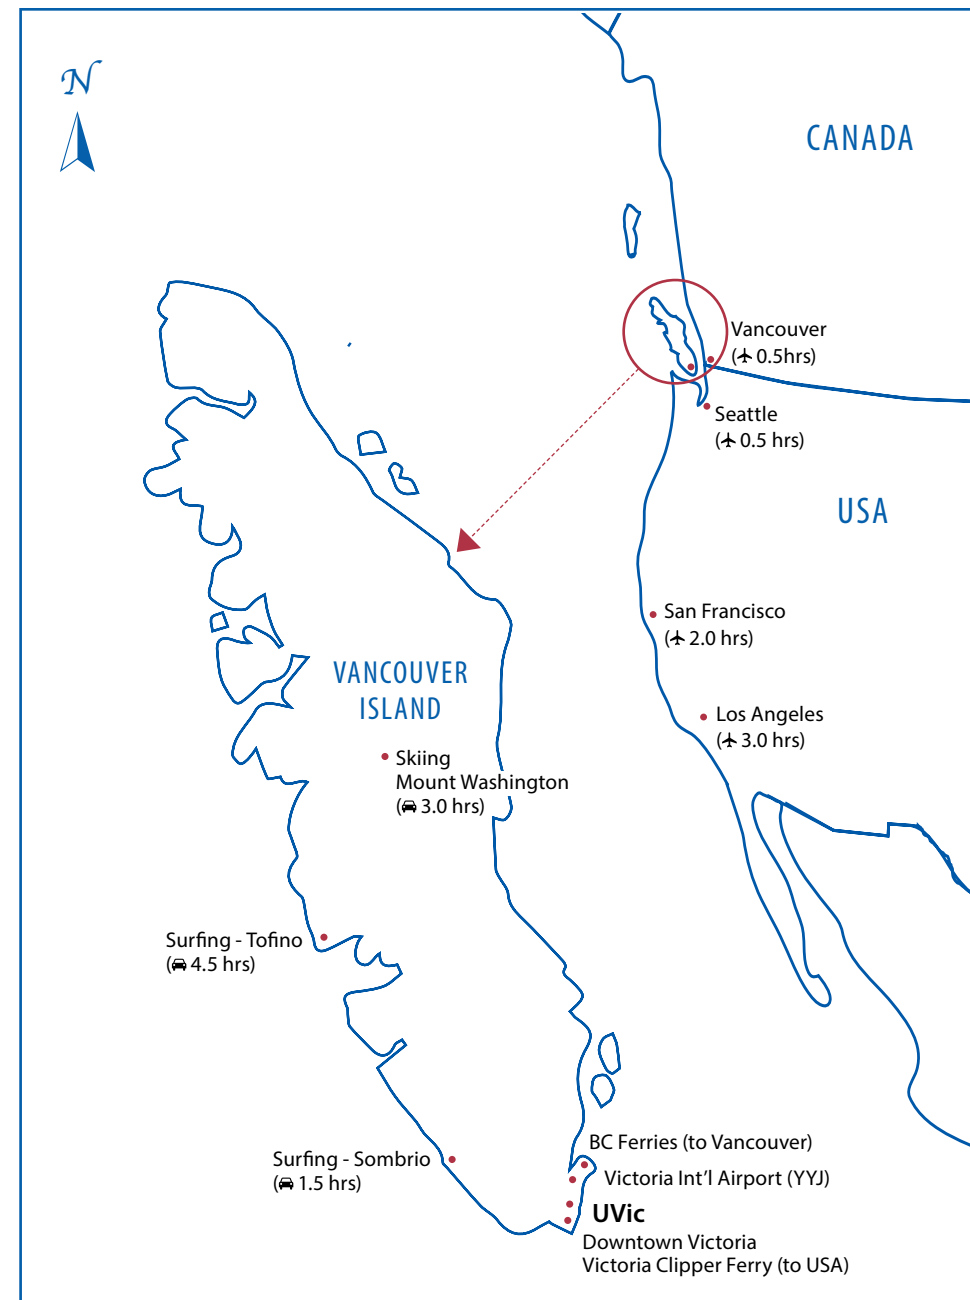 N
CANADA
Vancouver
(0.5hrs)
Seattle
(0.5 hrs)
USA
San Francisco
(2.0 hrs)
VANCOUVER
ISLAND
Los Angeles
(3.0 hrs)
Skiing
Mount Washington
(3.0 hrs)
Surfing - Tofino
(4.5 hrs)
BC Ferries (to Vancouver)
Surfing - Sombrio
(1.5 hrs)
Victoria Int'l Airport (YYJ)
UVic
Downtown Victoria
Victoria Clipper Ferry (to USA)